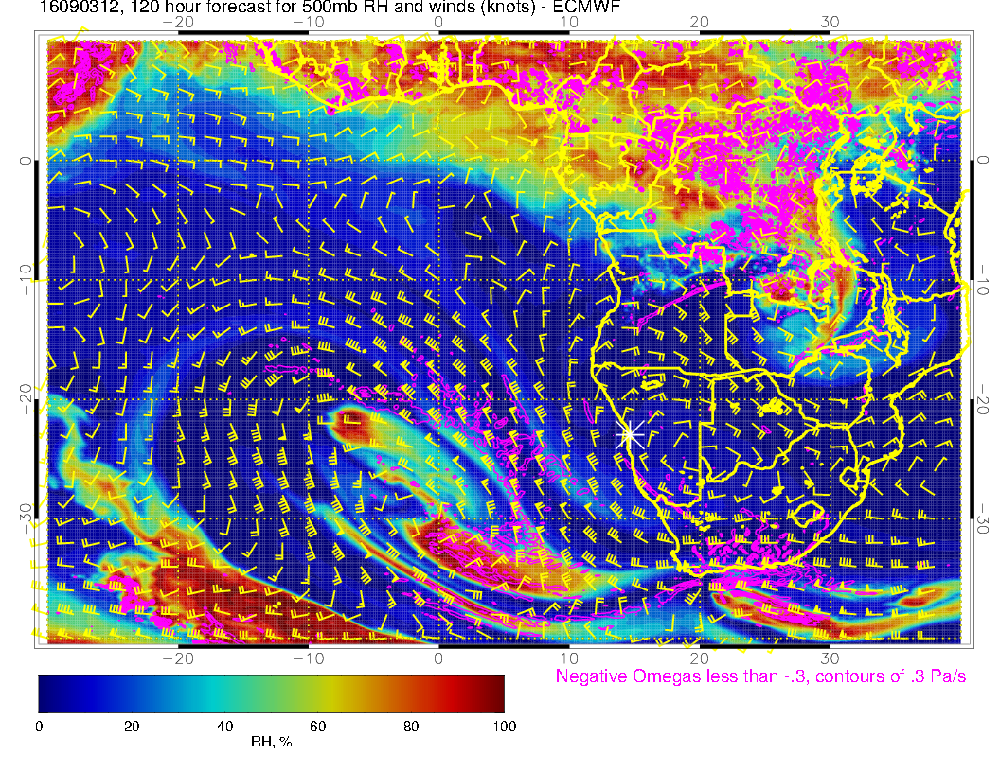 16090312, 120 hour forecast for 500mb RH and winds (knots) - ECMWF
-20 -10 0 10 20 30
0 0
-10 -10
-20 -20
-30 -30
-20 -10 0 10 20 30
Negative Omegas less than -.3, contours of .3 Pa/s
0 20 40 60 80 100
RH, %